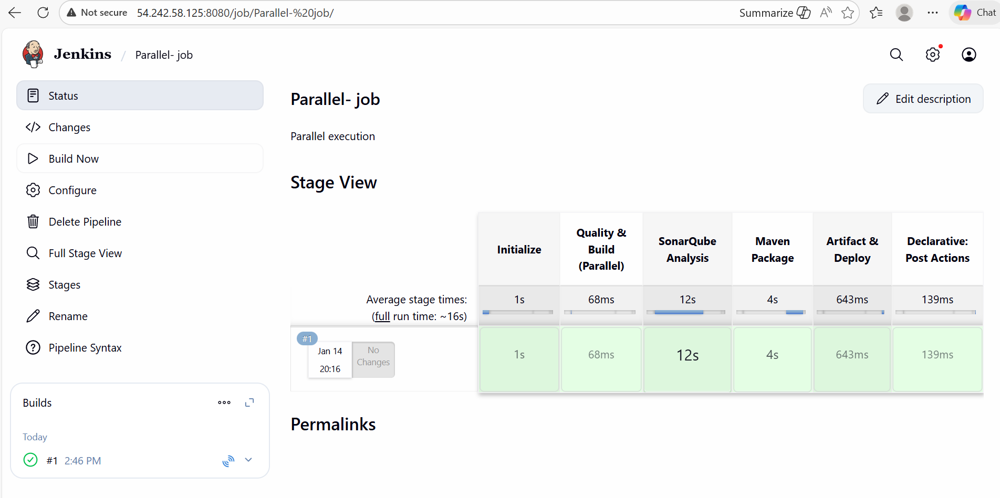 Not secure 54.242.58.125:8080/job/Parallel-%20job/ Summarize Chat
Jenkins / Parallel- job
Status
Changes
Build Now
Configure
Delete Pipeline
Full Stage View
Stages
Rename
Pipeline Syntax
Builds
Today
#1 2:46 PM
Parallel- job
Edit description
Parallel execution
Stage View
Initialize
Quality &
Build
(Parallel)
SonarQube
Analysis
Maven
Package
Artifact &
Deploy
Declarative:
Post Actions
Average stage times:
(full run time: ~16s)
1s 68ms 12s 4s 643ms 139ms
#1
Jan 14
20:16
No
Changes
1s 68ms 12s 4s 643ms 139ms
Permalinks